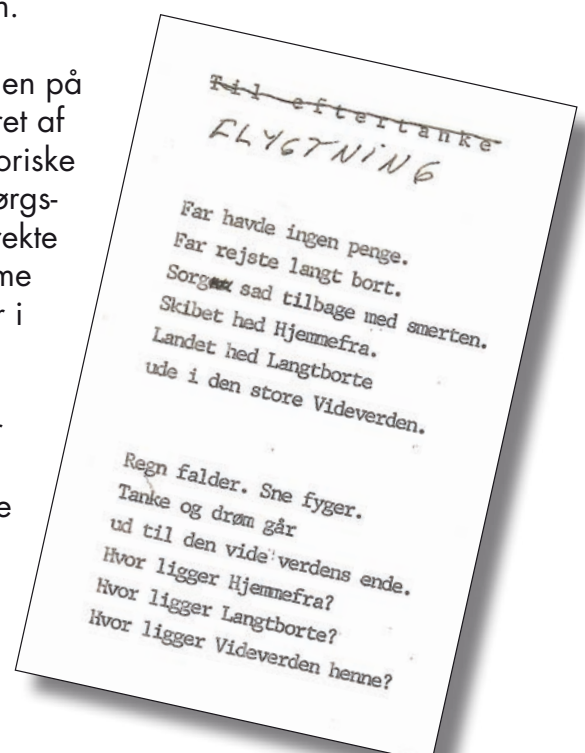 n.
en på
ret af
oriske
ørgs-
rekte
me
r i
r
e
Til eftertanke
FLYGTNING
Far havde ingen penge.
Far rejste langt bort.
Sorg sad tilbage med smerten.
Skibet hed Hjemmefra.
Landet hed Langtborte
ude i den store Videverden.
Regn falder. Sne fyger.
Tanke og drøm går
ud til den vide verdens ende.
Hvor ligger Hjemmefra?
Hvor ligger Langtborte?
Hvor ligger Videverden henne?